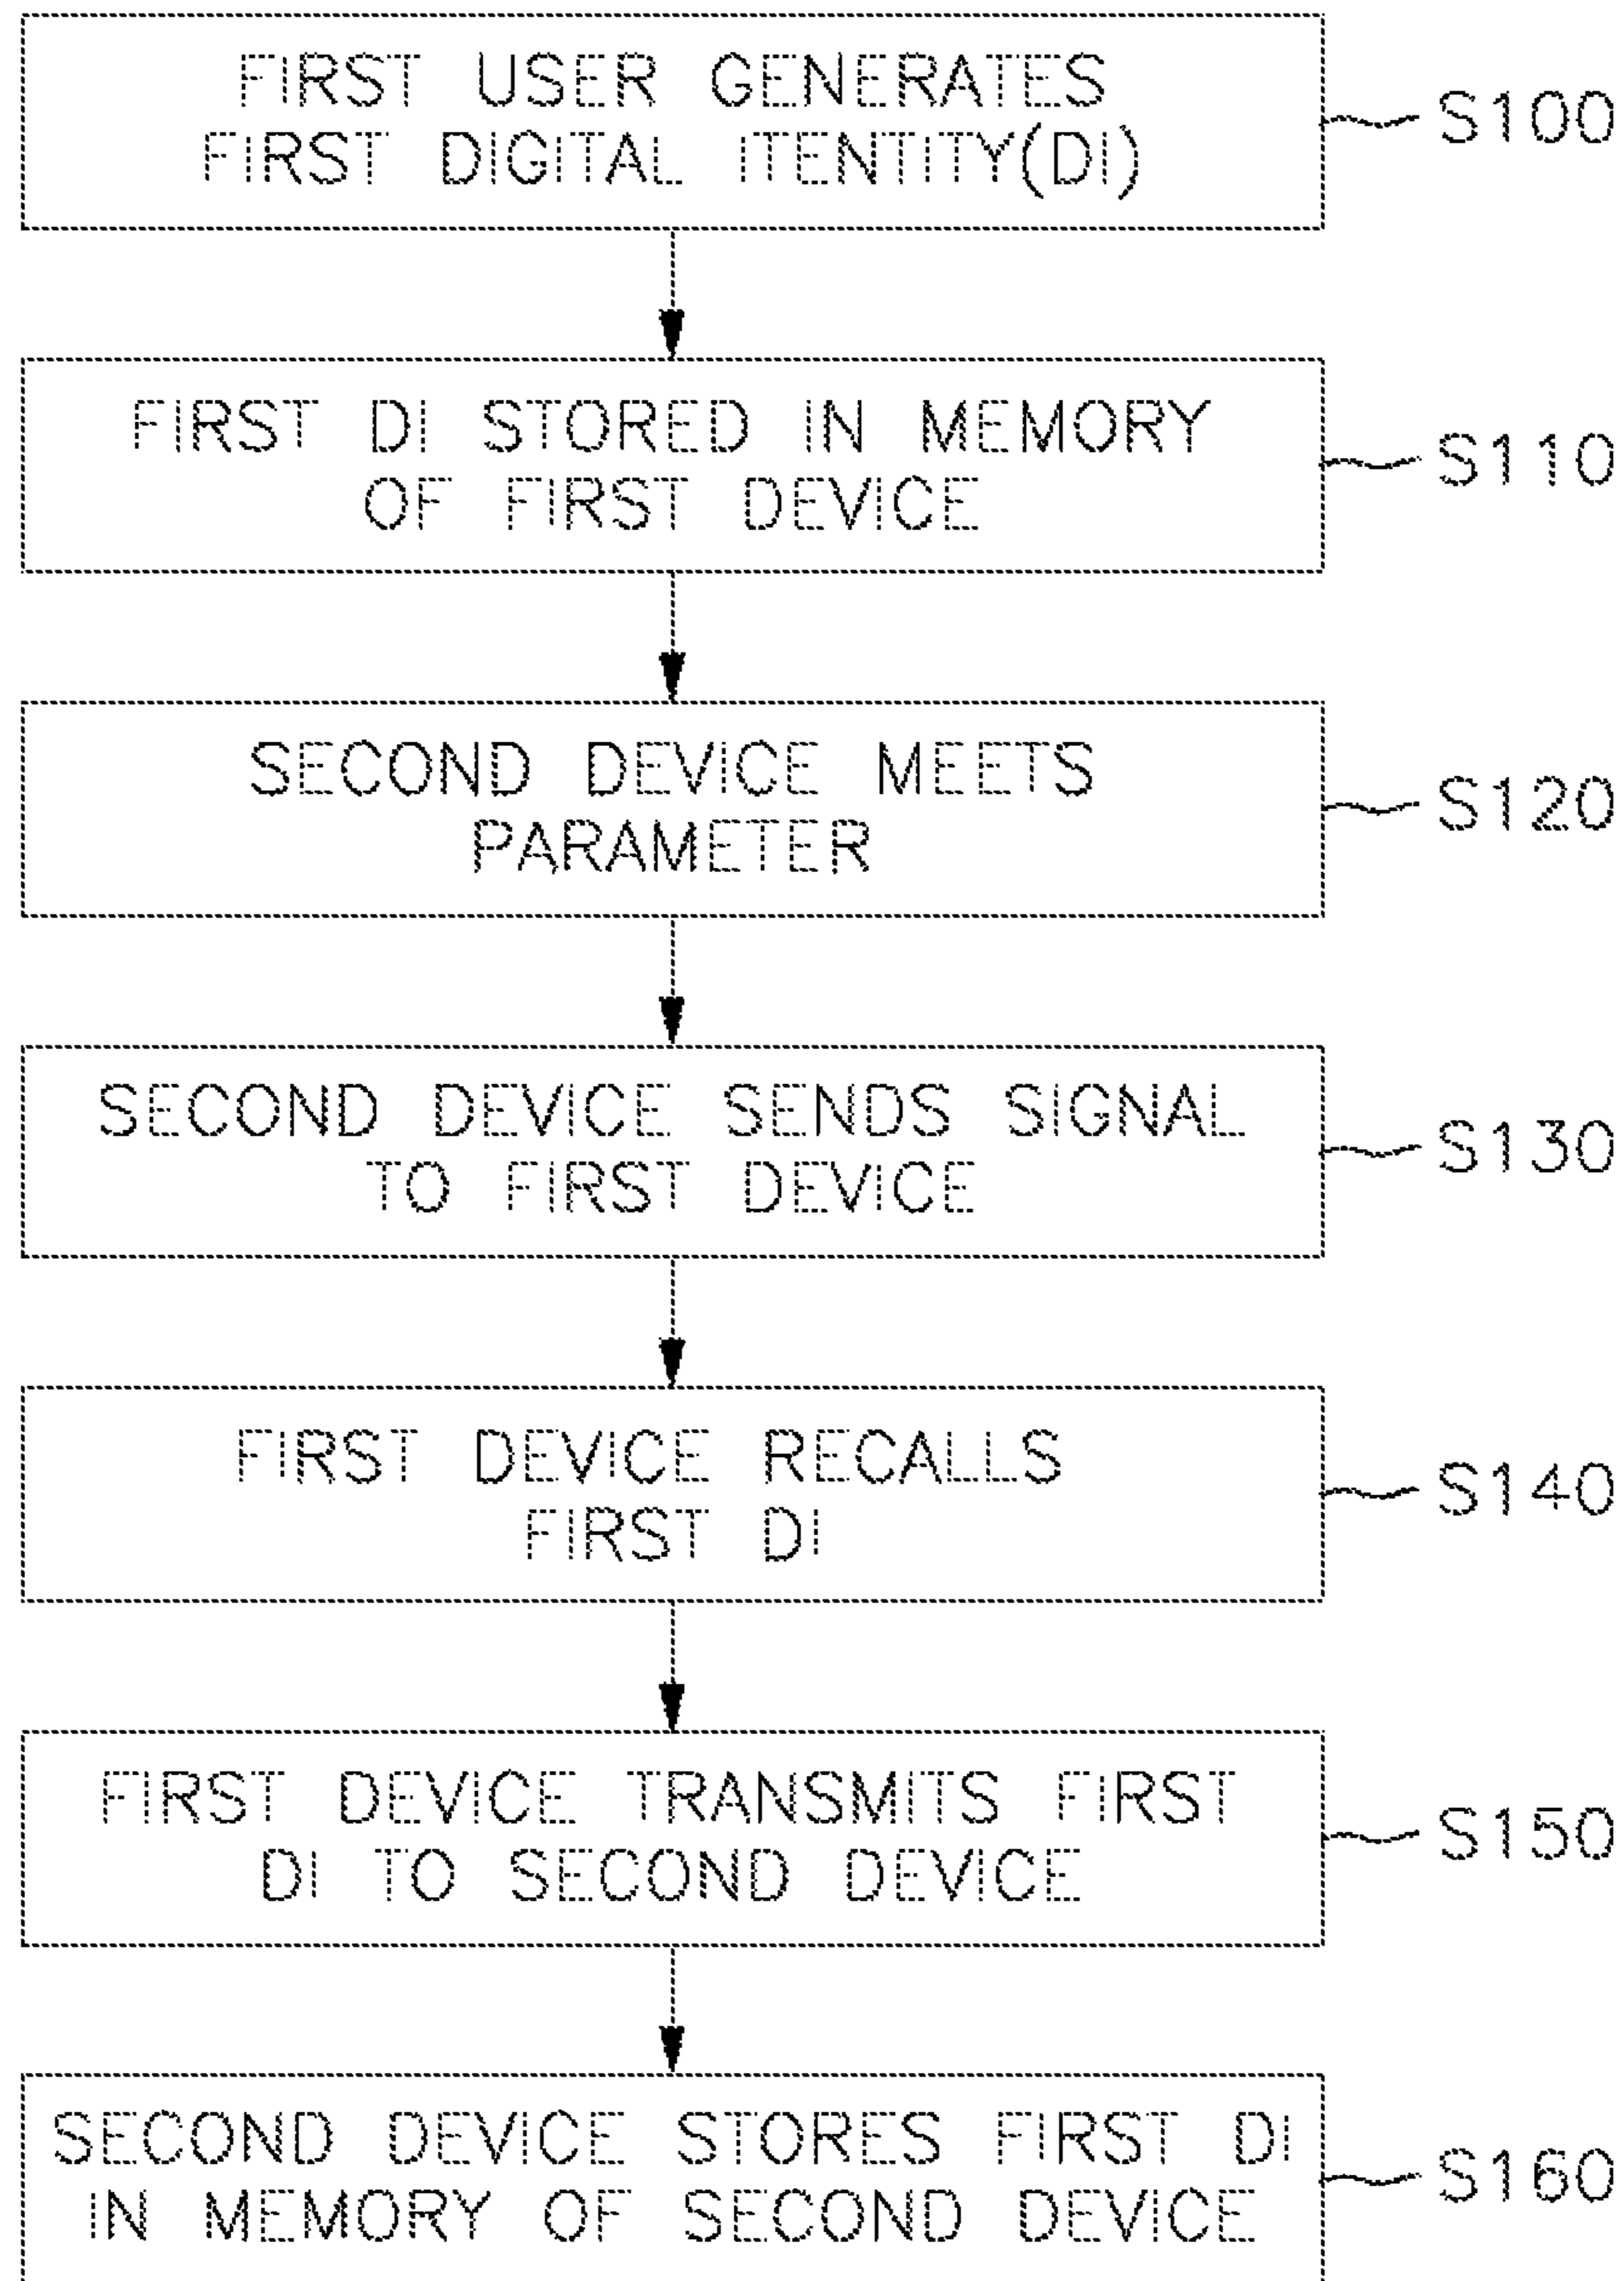 FIRST USER GENERATES
FIRST DIGITAL ITENTITY(DI)
S100
FIRST DI STORED IN MEMORY
OF FIRST DEVICE
S110
SECOND DEVICE MEETS
PARAMETER
S120
SECOND DEVICE SENDS SIGNAL
TO FIRST DEVICE
S130
FIRST DEVICE RECALLS
FIRST DI
S140
FIRST DEVICE TRANSMITS FIRST
DI TO SECOND DEVICE
S150
SECOND DEVICE STORES FIRST DI
IN MEMORY OF SECOND DEVICE
S160